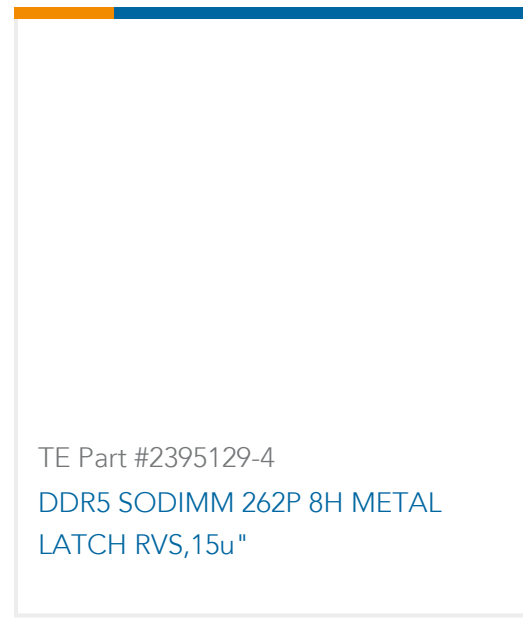 TE Part #2395129-4
DDR5 SODIMM 262P 8H METAL
LATCH RVS,15u"